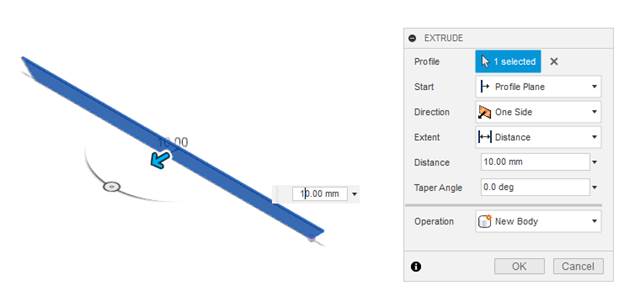 10.00
10.00 mm
EXTRUDE
Profile 1 selected
Start Profile Plane
Direction One Side
Extent Distance
Distance 10.00 mm
Taper Angle 0.0 deg
Operation New Body
OK Cancel